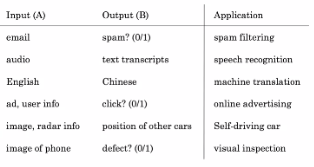 Input (A) Output (B) Application
email spam? (0/1) spam filtering
audio text transcripts speech recognition
English Chinese machine translation
ad, user info click? (0/1) online advertising
image, radar info position of other cars Self-driving car
image of phone defect? (0/1) visual inspection